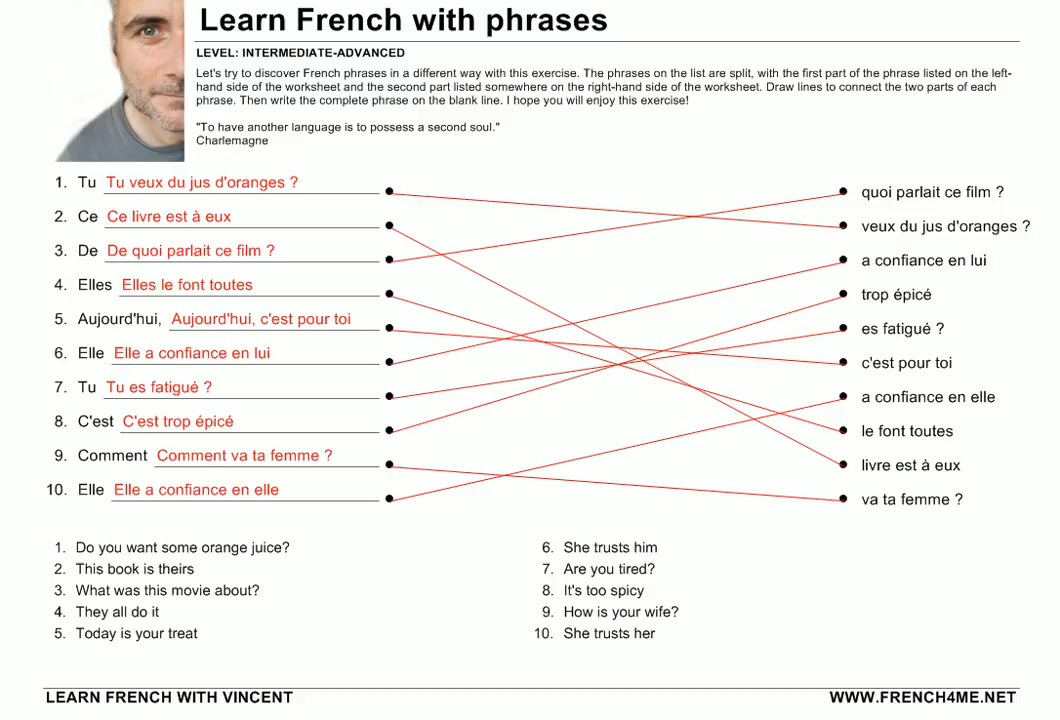 Learn French with phrases
LEVEL: INTERMEDIATE-ADVANCED
Let's try to discover French phrases in a different way with this exercise. The phrases on the list are split, with the first part of the phrase listed on the left-
hand side of the worksheet and the second part listed somewhere on the right-hand side of the worksheet. Draw lines to connect the two parts of each
phrase. Then write the complete phrase on the blank line. I hope you will enjoy this exercise!
"To have another language is to possess a second soul."
Charlemagne
1. Tu Tu veux du jus d'oranges ?
2. Ce Ce livre est à eux
3. De De quoi parlait ce film ?
4. Elles Elles le font toutes
5. Aujourd'hui, Aujourd'hui, c'est pour toi
6. Elle Elle a confiance en lui
7. Tu Tu es fatigué ?
8. C'est C'est trop épicé
9. Comment Comment va ta femme ?
10. Elle Elle a confiance en elle
quoi parlait ce film ?
veux du jus d'oranges ?
a confiance en lui
trop épicé
es fatigué ?
c'est pour toi
a confiance en elle
le font toutes
livre est à eux
va ta femme ?
1. Do you want some orange juice?
2. This book is theirs
3. What was this movie about?
4. They all do it
5. Today is your treat
6. She trusts him
7. Are you tired?
8. It's too spicy
9. How is your wife?
10. She trusts her
LEARN FRENCH WITH VINCENT
WWW.FRENCH4ME.NET